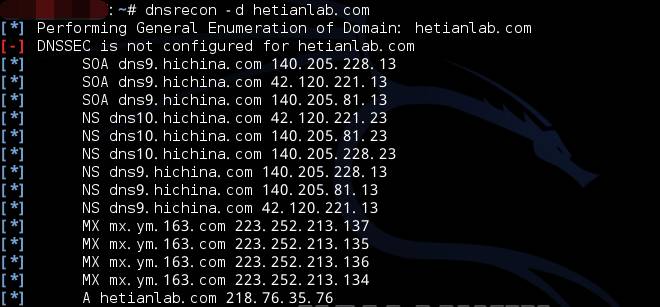 :~# dnsrecon -d hetianlab.com
[*] Performing General Enumeration of Domain: hetianlab.com
[-] DNSSEC is not configured for hetianlab.com
[*] SOA dns9.hichina.com 140.205.228.13
[*] SOA dns9.hichina.com 42.120.221.13
[*] SOA dns9.hichina.com 140.205.81.13
[*] NS dns10.hichina.com 42.120.221.23
[*] NS dns10.hichina.com 140.205.81.23
[*] NS dns10.hichina.com 140.205.228.23
[*] NS dns9.hichina.com 140.205.228.13
[*] NS dns9.hichina.com 140.205.81.13
[*] NS dns9.hichina.com 42.120.221.13
[*] MX mx.ym.163.com 223.252.213.137
[*] MX mx.ym.163.com 223.252.213.135
[*] MX mx.ym.163.com 223.252.213.136
[*] MX mx.ym.163.com 223.252.213.134
[*] A hetianlab.com 218.76.35.76